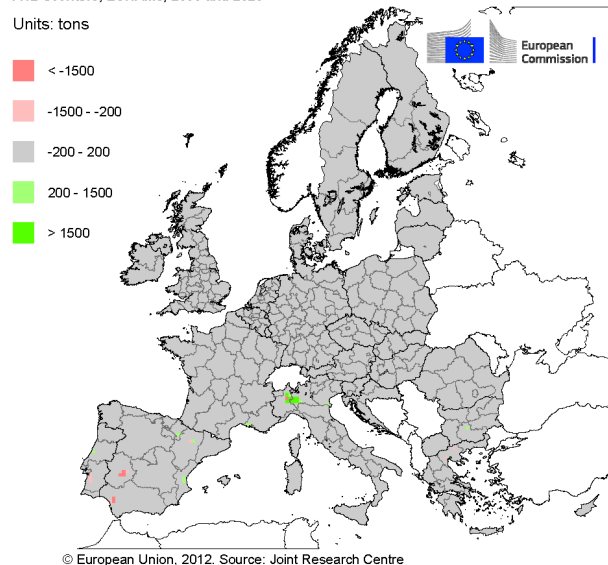 Units: tons
< -1500
-1500 - -200
-200 - 200
200 - 1500
> 1500
European
Commission
© European Union, 2012. Source: Joint Research Centre